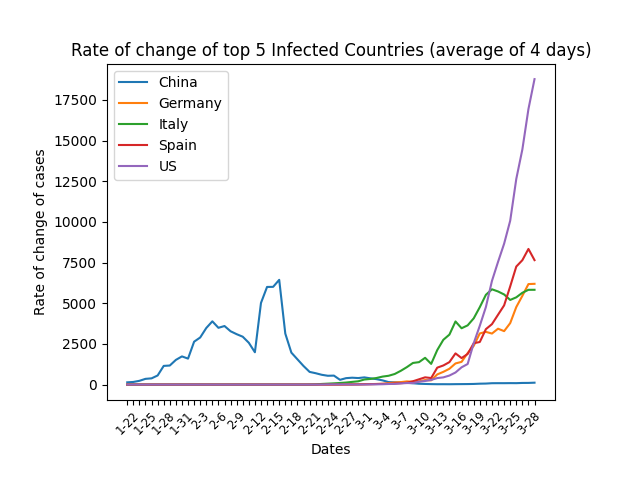 Rate of change of top 5 Infected Countries (average of 4 days)
China
Germany
Italy
Spain
US
17500
15000
12500
10000
7500
5000
2500
0
Rate of change of cases
1-22 1-25 1-28 1-31 2-3 2-6 2-9 2-12 2-15 2-18 2-21 2-24 2-27 3-1 3-4 3-7 3-10 3-13 3-16 3-19 3-22 3-25 3-28
Dates